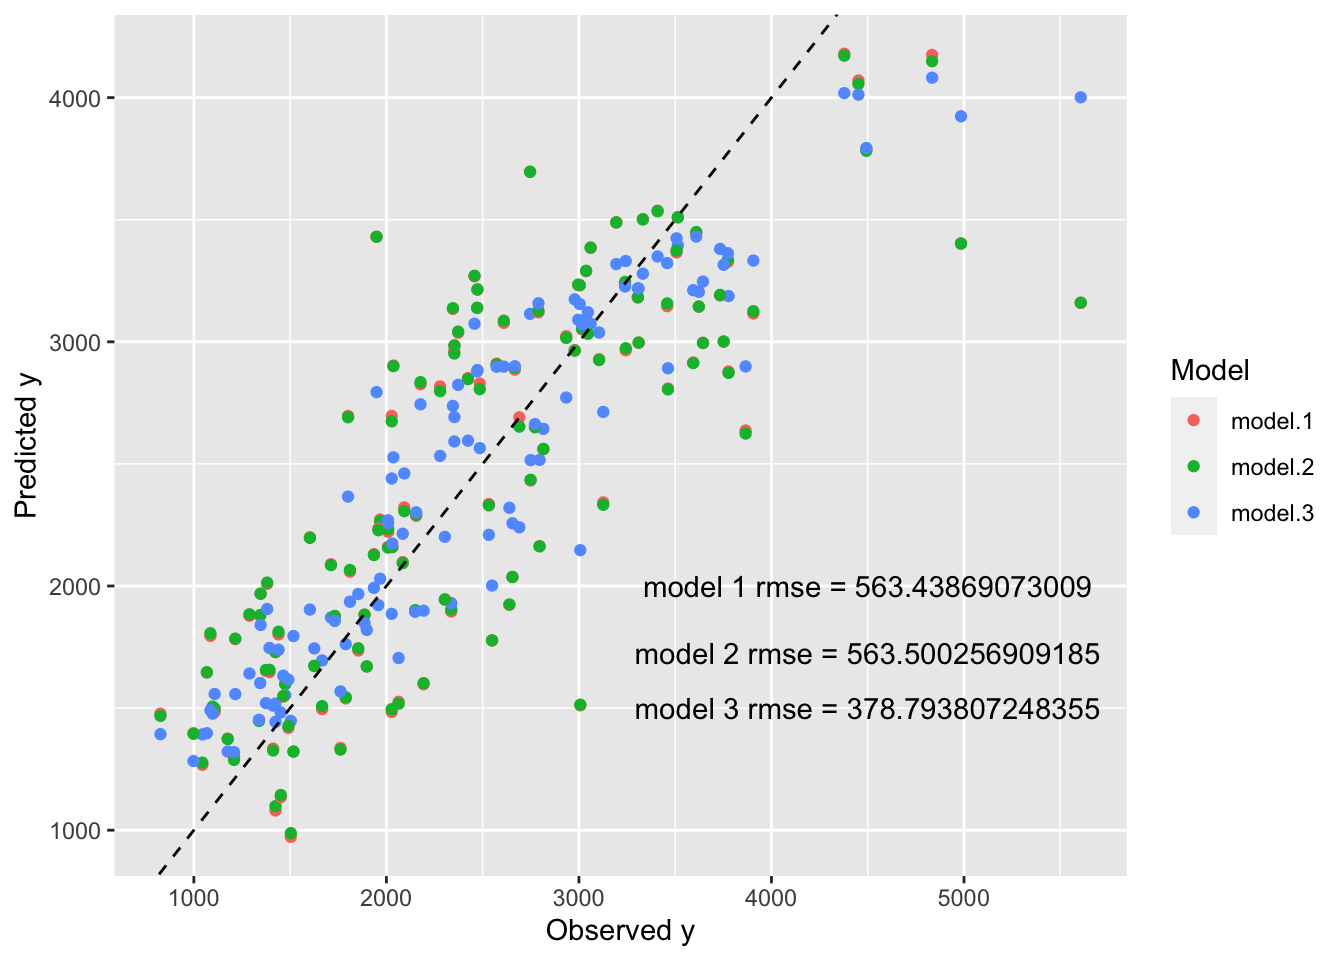 4000
3000
2000
1000
Predicted y
1000 2000 3000 4000 5000
Observed y
model 1 rmse = 563.43869073009
model 2 rmse = 563.500256909185
model 3 rmse = 378.793807248355
Model
model.1
model.2
model.3